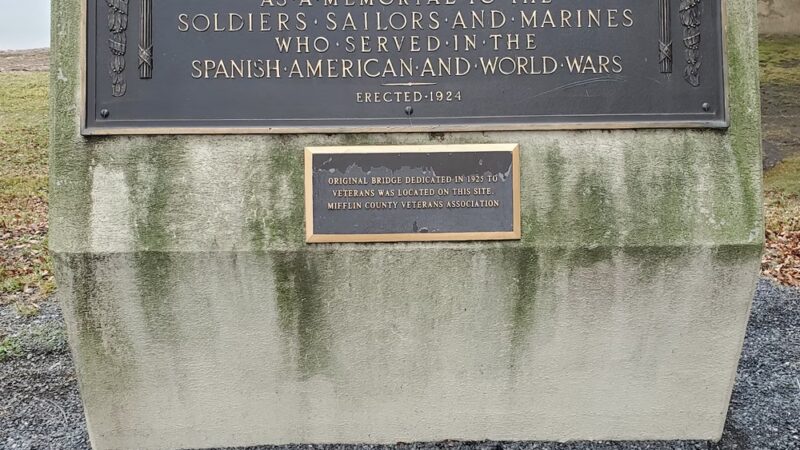 AS·A·MEMORIAL·TO·THE
SOLDIERS·SAILORS·AND·MARINES
WHO·SERVED·IN·THE
SPANISH·AMERICAN·AND·WORLD·WARS
ERECTED·1924
ORIGINAL BRIDGE DEDICATED IN 1925 TO
VETERANS WAS LOCATED ON THIS SITE.
MIFFLIN COUNTY VETERANS ASSOCIATION